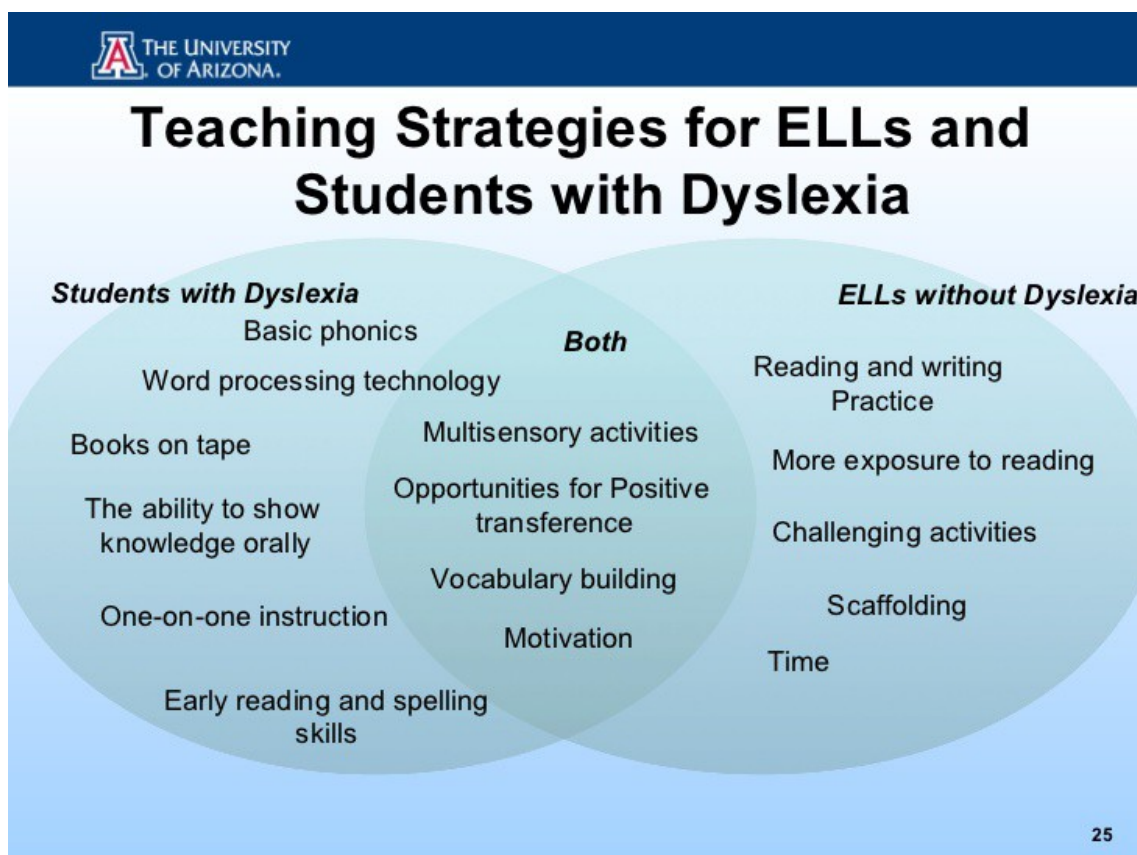 THE UNIVERSITY
OF ARIZONA.
Teaching Strategies for ELLs and
Students with Dyslexia
Students with Dyslexia
Basic phonics
Word processing technology
Books on tape
The ability to show
knowledge orally
One-on-one instruction
Early reading and spelling
skills
Both
Multisensory activities
Opportunities for Positive
transference
Vocabulary building
Motivation
ELLs without Dyslexia
Reading and writing
Practice
More exposure to reading
Challenging activities
Scaffolding
Time
25